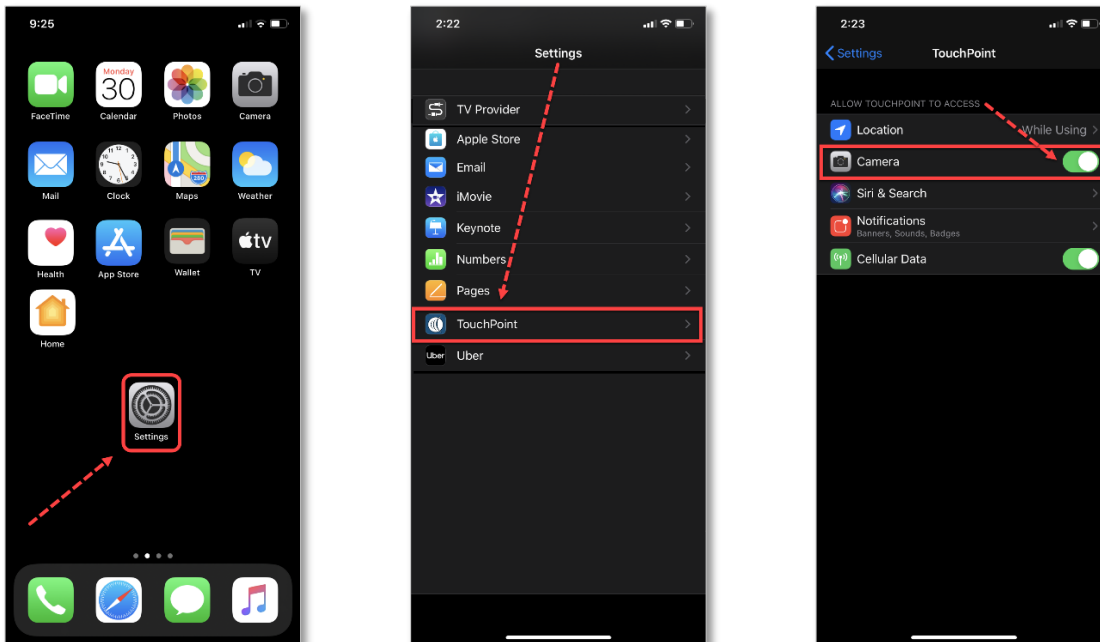 9:25
Monday
30
FaceTime
Calendar
Photos
Camera
Mail
Clock
Maps
Weather
tv
Health
App Store
Wallet
TV
Home
Settings
2:22
Settings
TV Provider
Apple Store
Email
iMovie
Keynote
Numbers
Pages
TouchPoint
Uber
Uber
2:23
Settings
TouchPoint
ALLOW TOUCHPOINT TO ACCESS
Location
While Using
Camera
Siri & Search
Notifications
Banners, Sounds, Badges
Cellular Data